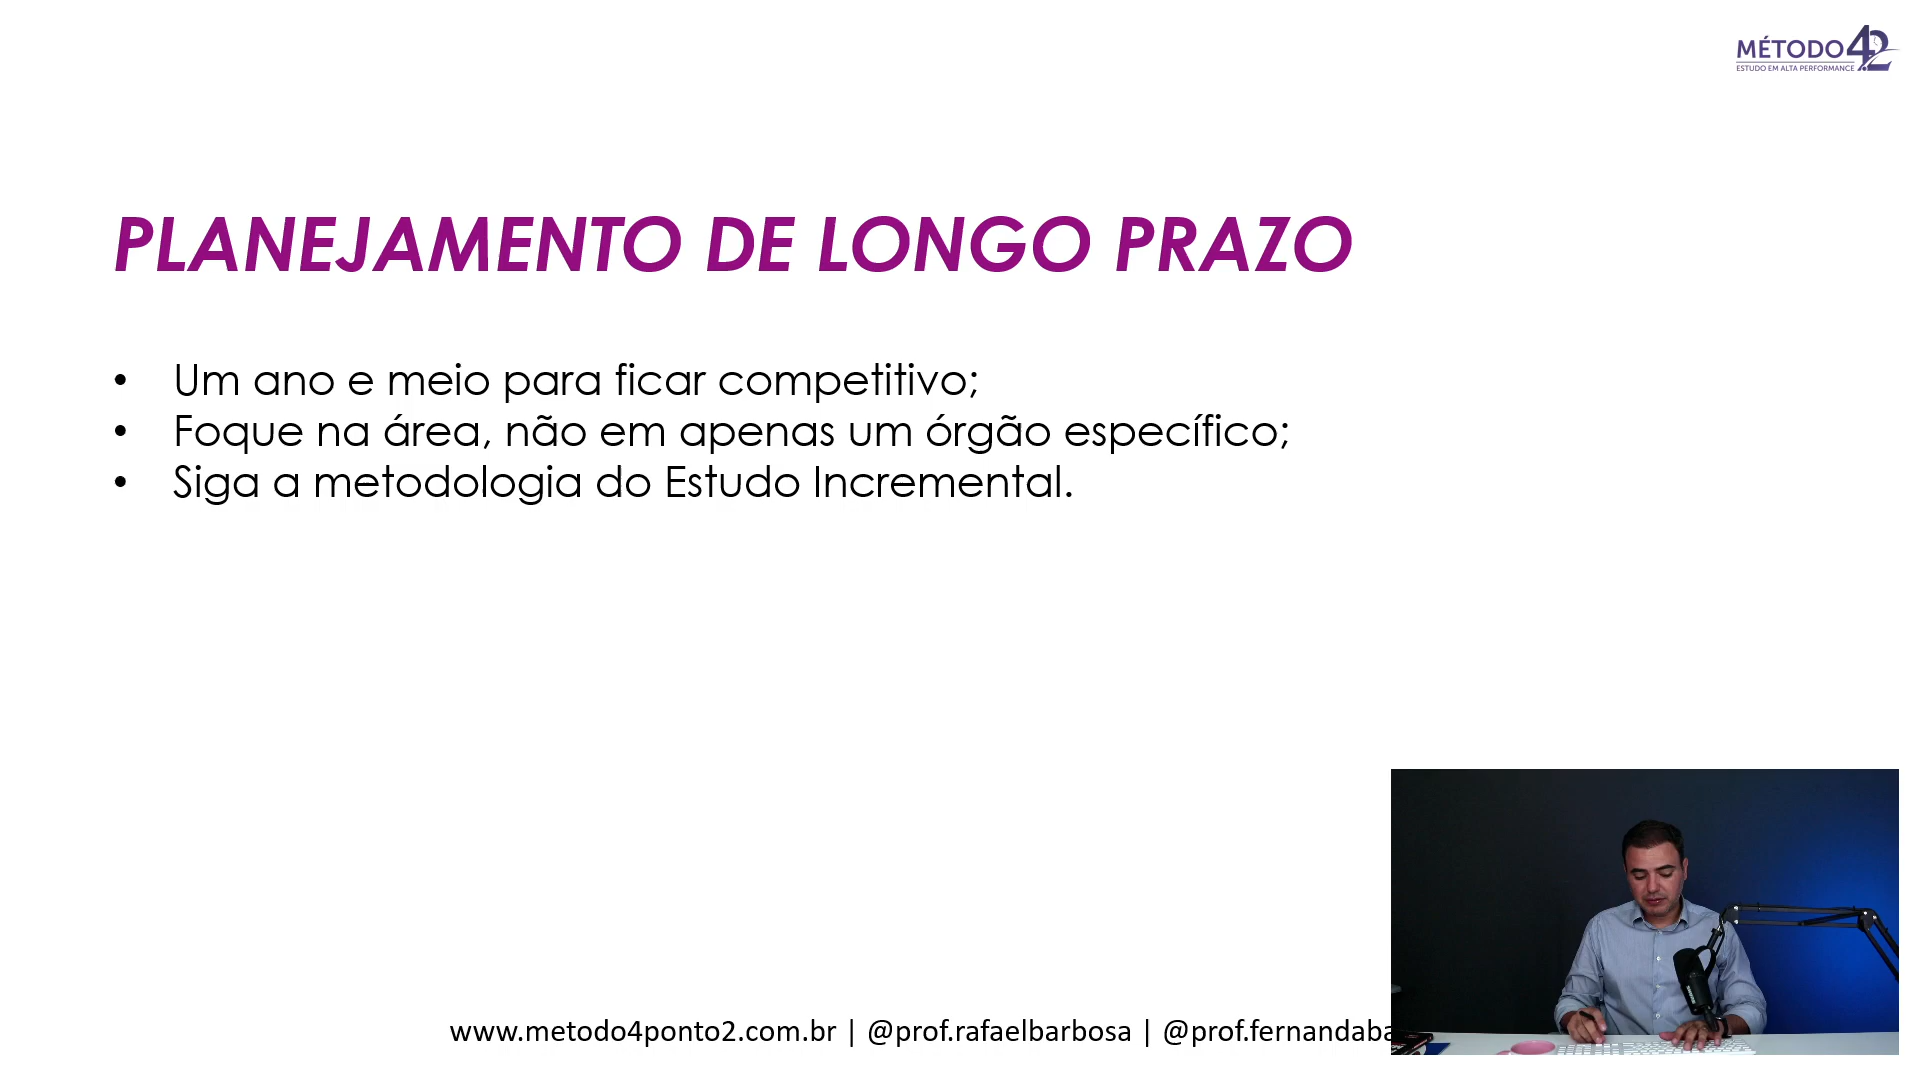 MÉTODO 4.2
ESTUDO EM ALTA PERFORMANCE
PLANEJAMENTO DE LONGO PRAZO
• Um ano e meio para ficar competitivo;
• Foque na área, não em apenas um órgão específico;
• Siga a metodologia do Estudo Incremental.
www.metodo4ponto2.com.br | @prof.rafaelbarbosa | @prof.fernandaba